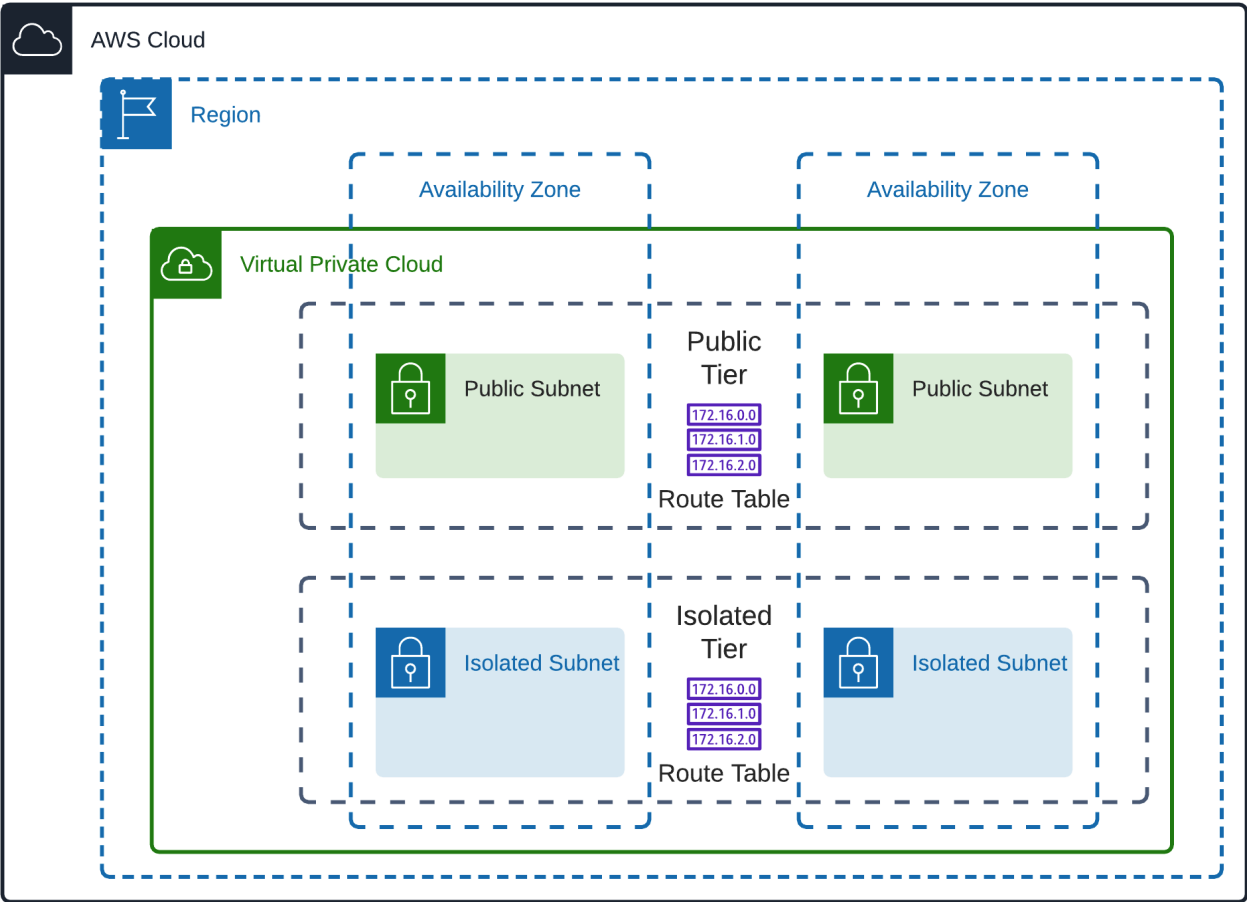 AWS Cloud
Region
Availability Zone
Availability Zone
Virtual Private Cloud
Public
Tier
Public Subnet
Public Subnet
172.16.0.0
172.16.1.0
172.16.2.0
Route Table
Isolated
Tier
Isolated Subnet
Isolated Subnet
172.16.0.0
172.16.1.0
172.16.2.0
Route Table